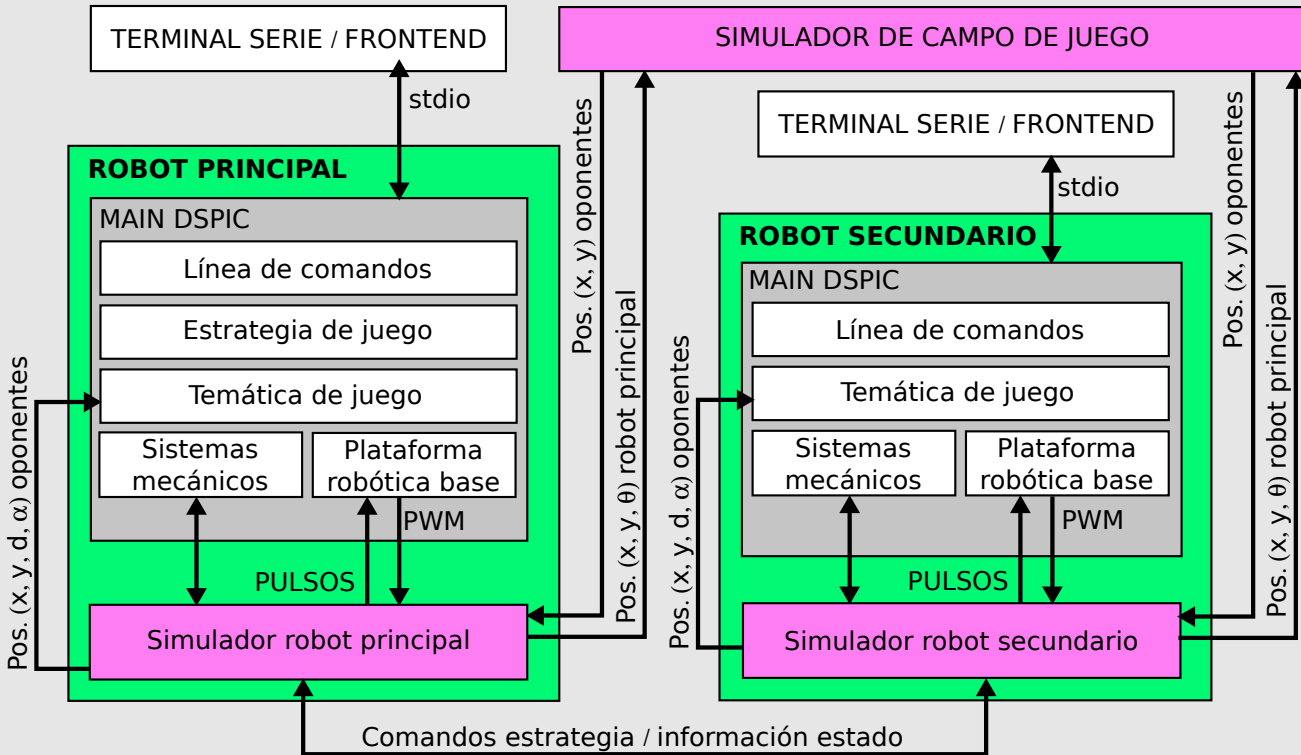 TERMINAL SERIE / FRONTEND
stdio
ROBOT PRINCIPAL
MAIN DSPIC
Línea de comandos
Estrategia de juego
Temática de juego
Sistemas
mecánicos
Plataforma
robótica base
PWM
PULSOS
Simulador robot principal
Pos. (x, y, d, α) oponentes
SIMULADOR DE CAMPO DE JUEGO
Pos. (x, y) oponentes
Pos. (x, y, θ) robot principal
TERMINAL SERIE / FRONTEND
stdio
ROBOT SECUNDARIO
MAIN DSPIC
Línea de comandos
Temática de juego
Sistemas
mecánicos
Plataforma
robótica base
PWM
PULSOS
Simulador robot secundario
Pos. (x, y, d, α) oponentes
Pos. (x, y) oponentes
Pos. (x, y, θ) robot principal
Comandos estrategia / información estado